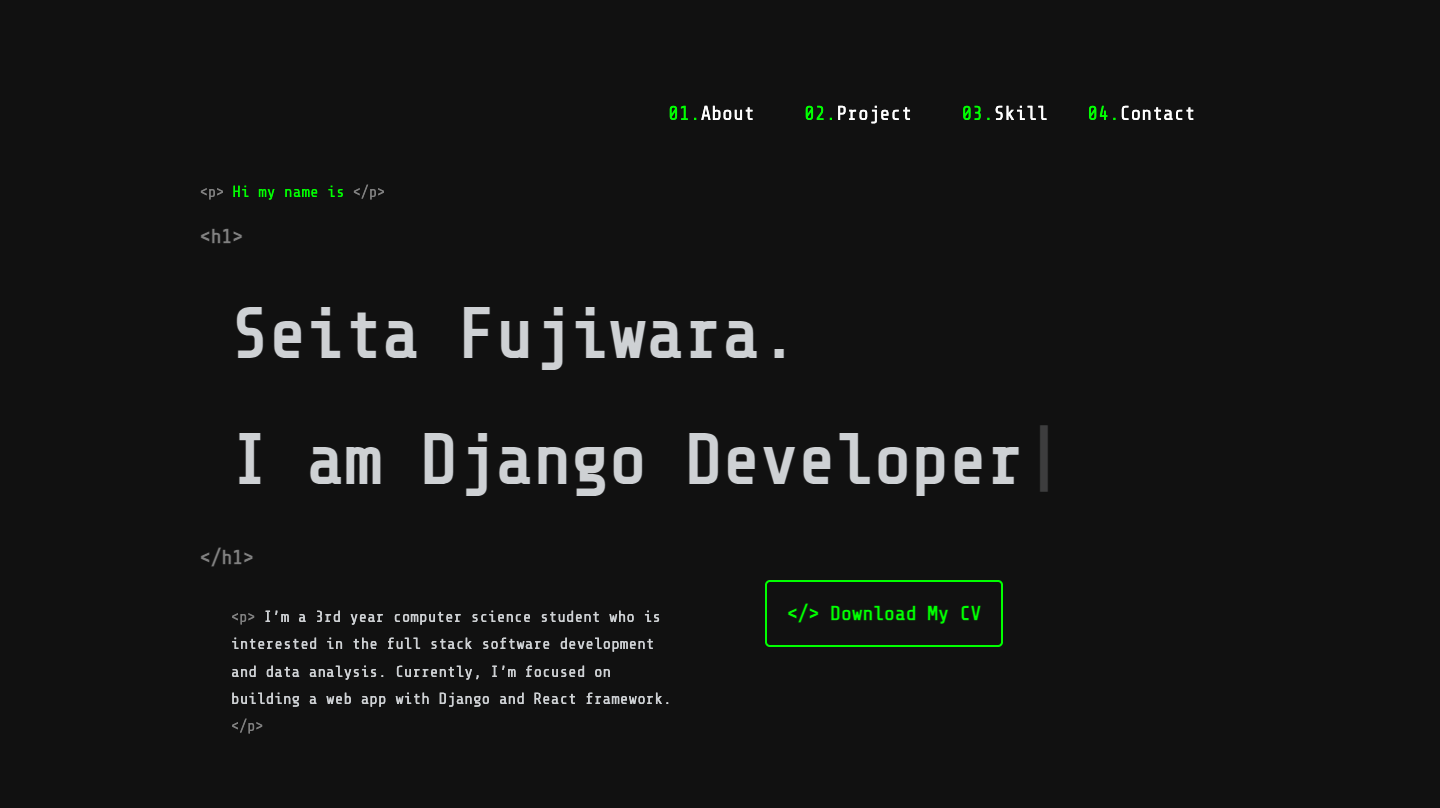 01.About 02.Project 03.Skill 04.Contact
<p> Hi my name is </p>
<h1>
Seita Fujiwara.
I am Django Developer
</h1>
<p> I'm a 3rd year computer science student who is
interested in the full stack software development
and data analysis. Currently, I'm focused on
building a web app with Django and React framework.
</p>
</> Download My CV